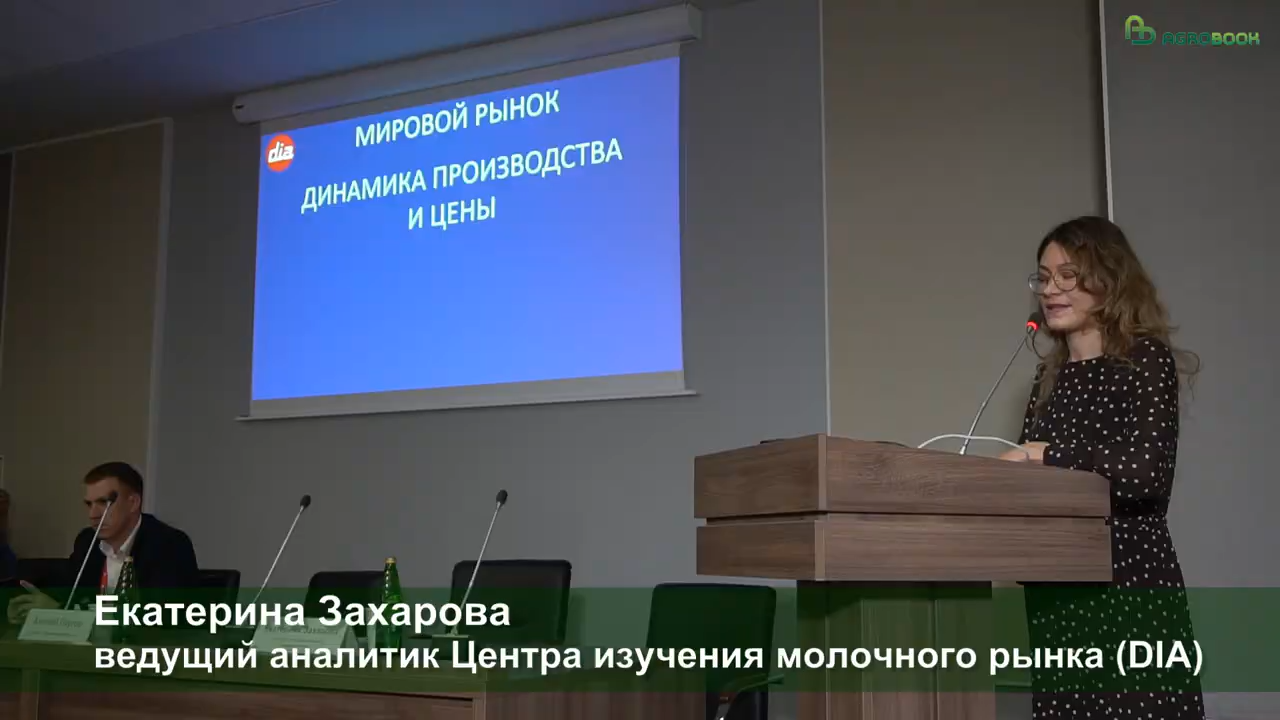 AGROBOOK
dia
МИРОВОЙ РЫНОК
ДИНАМИКА ПРОИЗВОДСТВА
И ЦЕНЫ
Екатерина Захарова
ведущий аналитик Центра изучения молочного рынка (DIA)